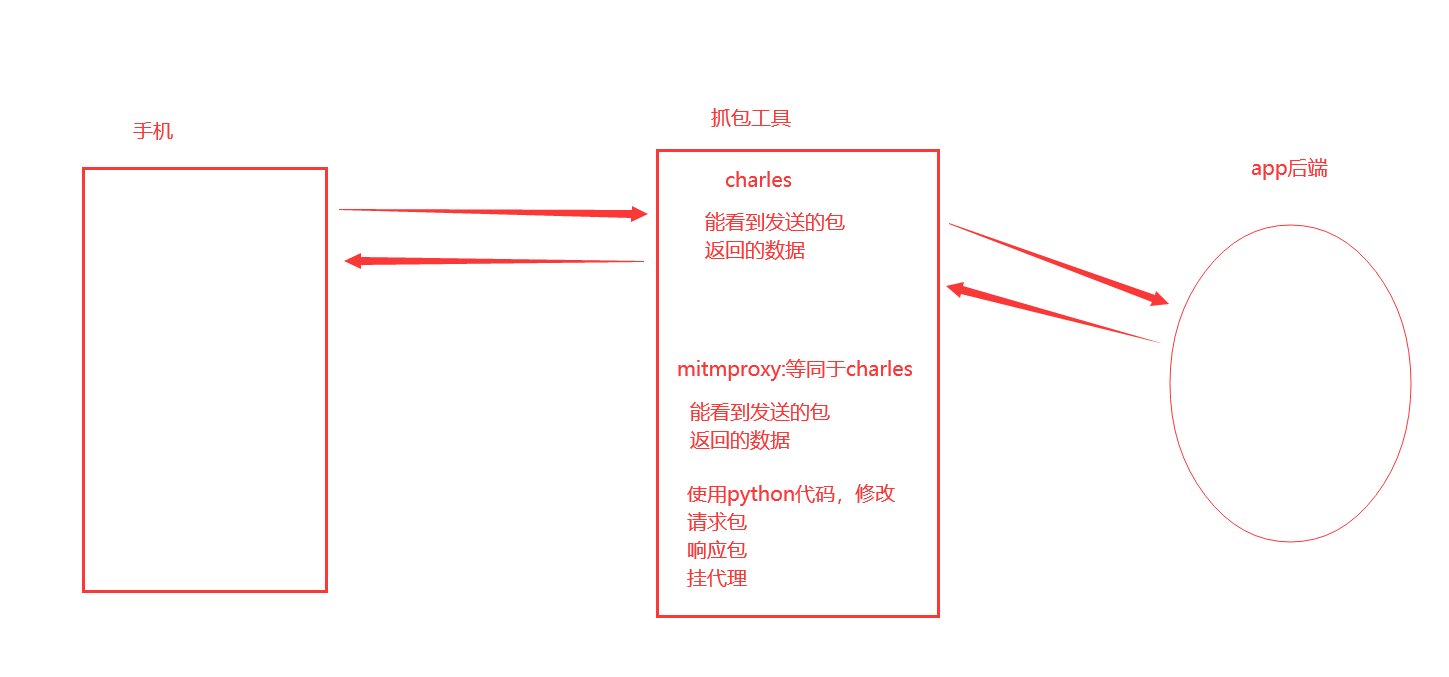 手机
抓包工具
app后端
charles
能看到发送的包
返回的数据
mitmproxy:等同于charles
能看到发送的包
返回的数据
使用python代码，修改
请求包
响应包
挂代理